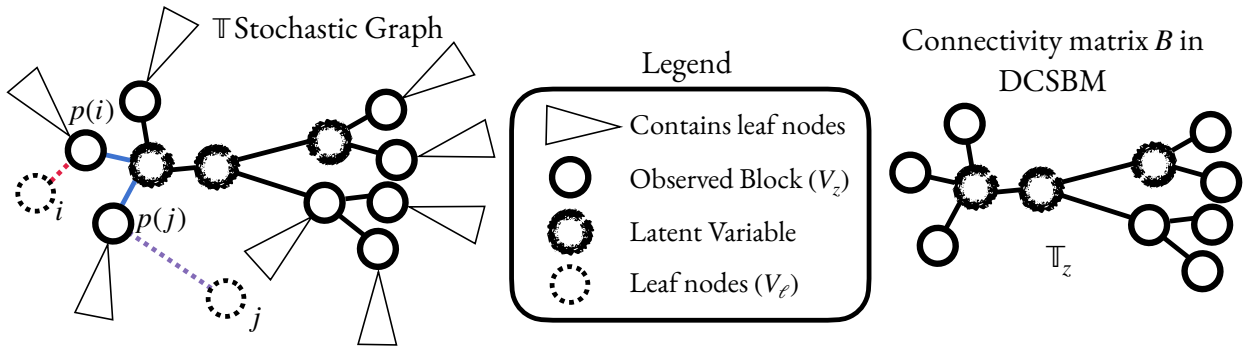 𝕋 Stochastic Graph
p(i)
i
p(j)
j
Legend
Contains leaf nodes
Observed Block (V_z)
Latent Variable
Leaf nodes (V_ℓ)
Connectivity matrix B in
DCSBM
𝕋_z